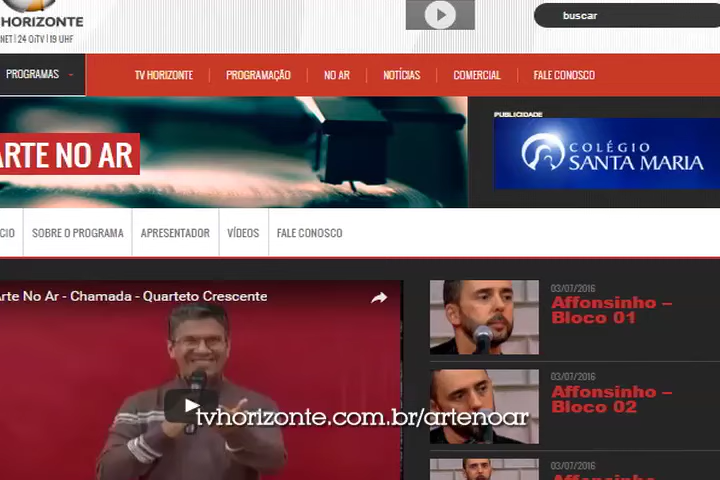 HORIZONTE
NET | 24 OiTV | 19 UHF
buscar
PROGRAMAS
TV HORIZONTE
PROGRAMAÇÃO
NO AR
NOTÍCIAS
COMERCIAL
FALE CONOSCO
PUBLICIDADE
ARTE NO AR
COLÉGIO
SANTA MARIA
CIO
SOBRE O PROGRAMA
APRESENTADOR
VÍDEOS
FALE CONOSCO
Arte No Ar - Chamada - Quarteto Crescente
03/07/2016
Affonsinho –
Bloco 01
03/07/2016
Affonsinho –
Bloco 02
tvhorizonte.com.br/artenoar
03/07/2016